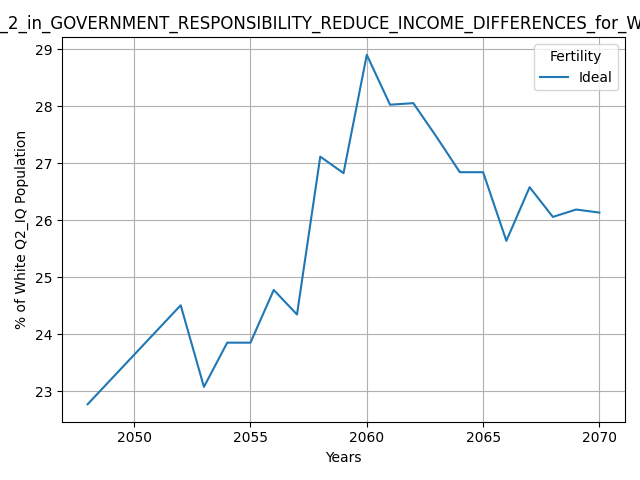 _2_in_GOVERNMENT_RESPONSIBILITY_REDUCE_INCOME_DIFFERENCES_for_W
Fertility
Ideal
29
28
27
26
25
24
23
% of White Q2_IQ Population
2050 2055 2060 2065 2070
Years